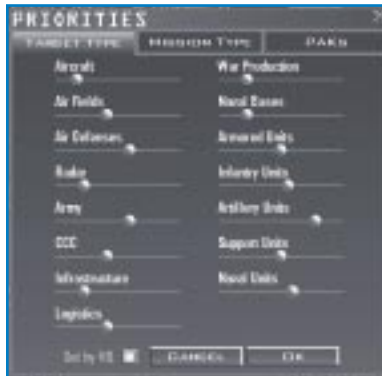 PRIORITIES
TARGET TYPE MISSION TYPE PAKs
Aircraft War Production
Air Fields Naval Bases
Air Defenses Armored Units
Radar Infantry Units
Army Artillery Units
CCC Support Units
Infrastructure Naval Units
Logistics
Set by HQ CANCEL OK